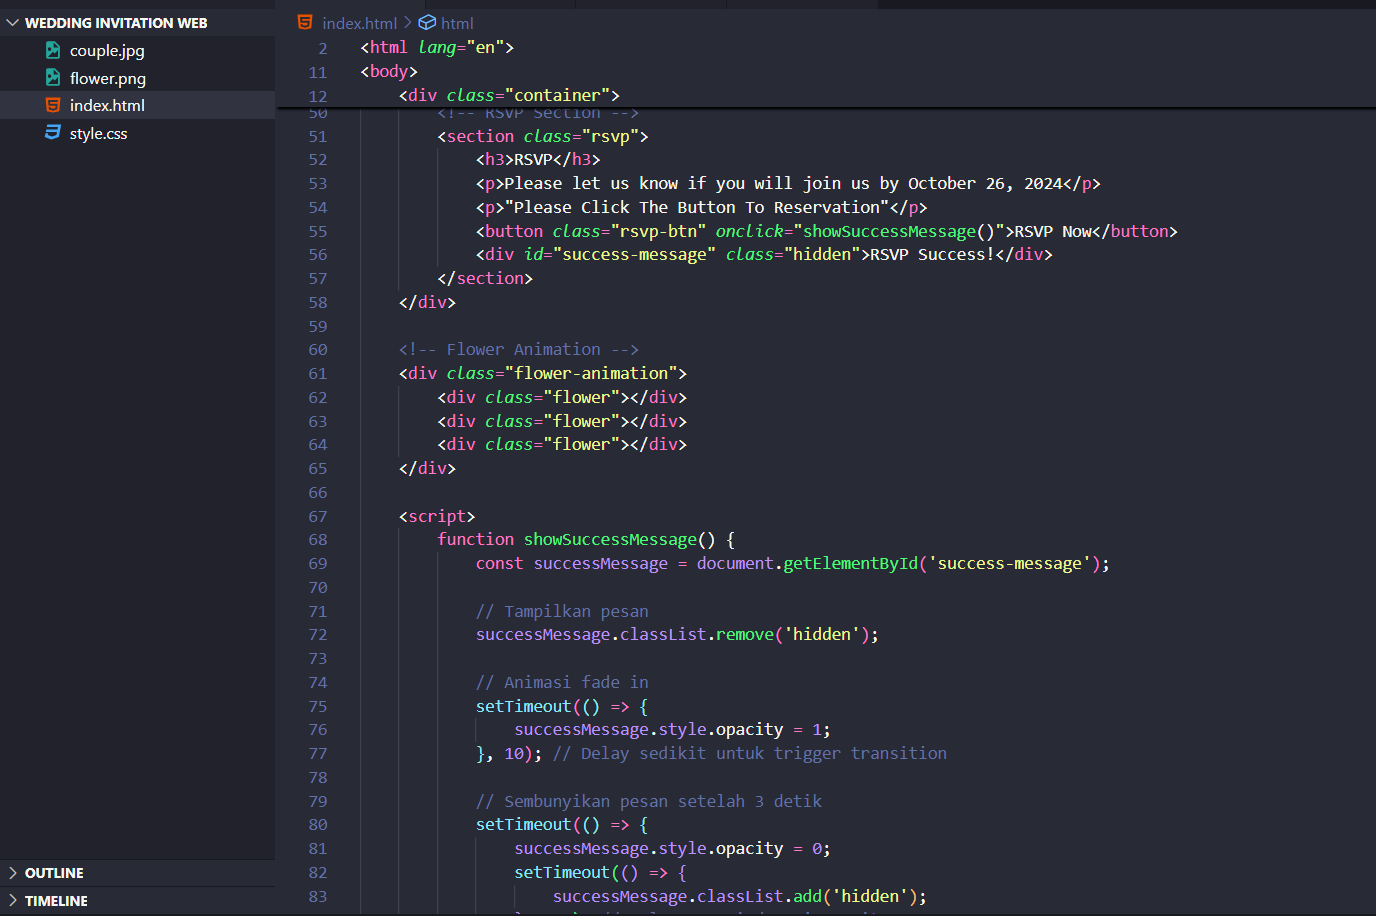 WEDDING INVITATION WEB
couple.jpg
flower.png
index.html
style.css
OUTLINE
TIMELINE
index.html > html
2 <html lang="en">
11 <body>
12 <div class="container">
50 <!-- RSVP Section -->
51 <section class="rsvp">
52 <h3>RSVP</h3>
53 <p>Please let us know if you will join us by October 26, 2024</p>
54 <p>"Please Click The Button To Reservation"</p>
55 <button class="rsvp-btn" onclick="showSuccessMessage()">RSVP Now</button>
56 <div id="success-message" class="hidden">RSVP Success!</div>
57 </section>
58 </div>
59
60 <!-- Flower Animation -->
61 <div class="flower-animation">
62 <div class="flower"></div>
63 <div class="flower"></div>
64 <div class="flower"></div>
65 </div>
66
67 <script>
68 function showSuccessMessage() {
69 const successMessage = document.getElementById('success-message');
70
71 // Tampilkan pesan
72 successMessage.classList.remove('hidden');
73
74 // Animasi fade in
75 setTimeout(() => {
76 successMessage.style.opacity = 1;
77 }, 10); // Delay sedikit untuk trigger transition
78
79 // Sembunyikan pesan setelah 3 detik
80 setTimeout(() => {
81 successMessage.style.opacity = 0;
82 setTimeout(() => {
83 successMessage.classList.add('hidden');